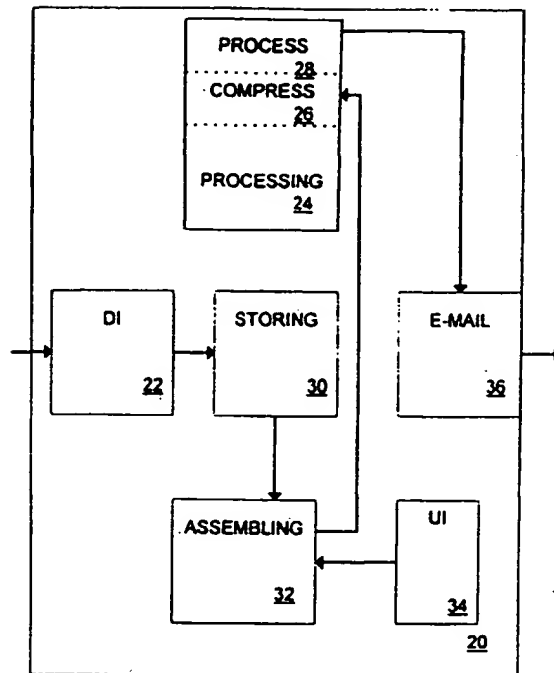 PROCESS
28
COMPRESS
26
PROCESSING
24
DI
22
STORING
30
E-MAIL
36
ASSEMBLING
32
UI
34
20